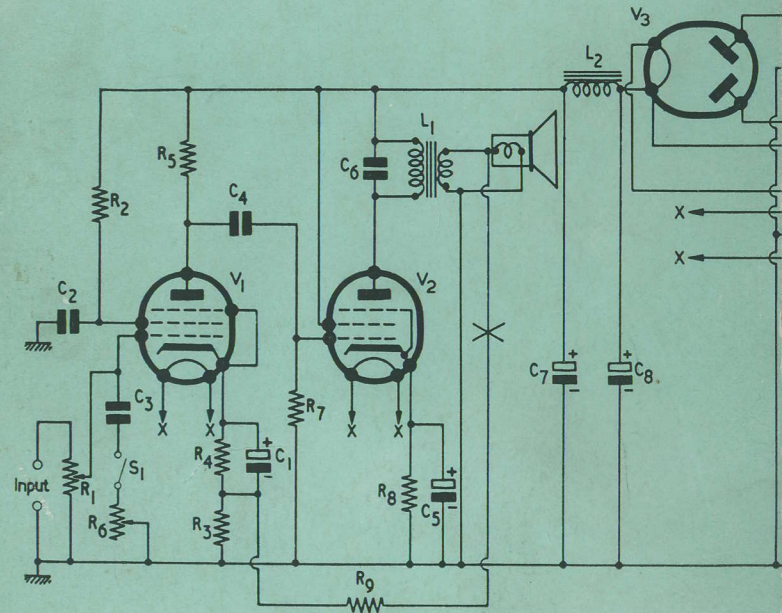 V3
L2
L1
R5
C6
C4
R2
V1
V2
C2
X
X
C7
+
-
+
-
C8
C3
R7
X
X
X
X
R4
+
-
C1
S1
Input
R1
R6
R8
+
-
C5
R3
R9